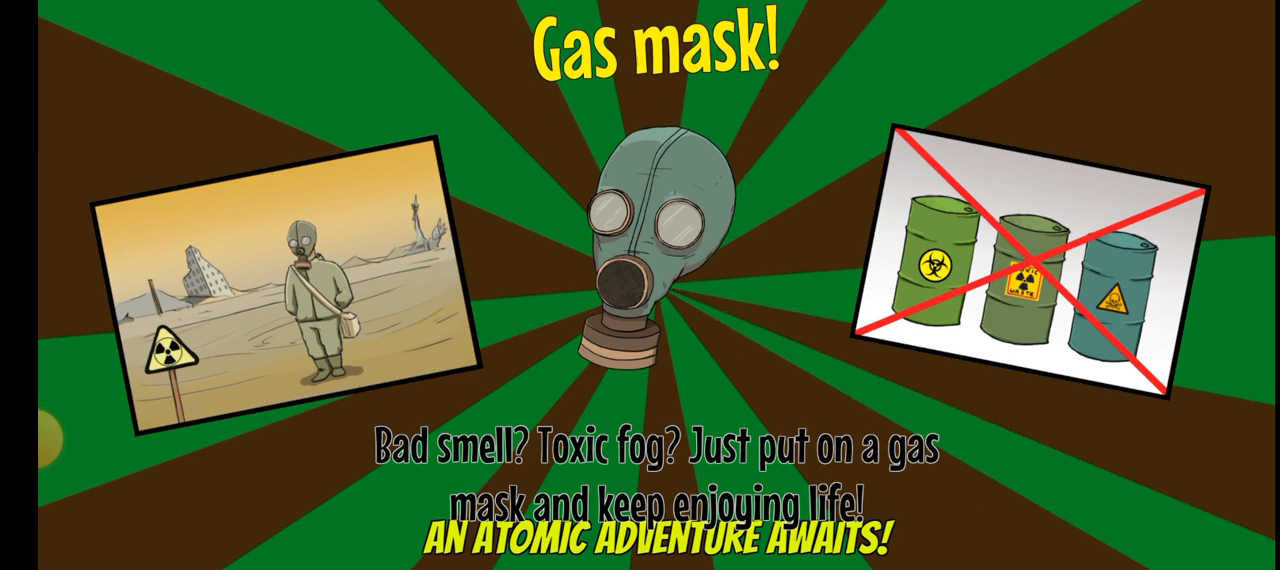 Gas mask!
WASTE
Bad smell? Toxic fog? Just put on a gas
mask and keep enjoying life!
AN ATOMIC ADVENTURE AWAITS!